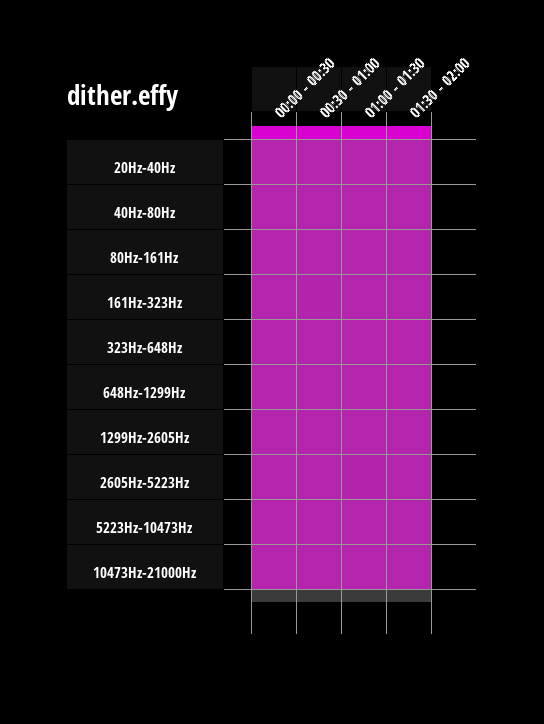 dither.effy
00:00 - 00:30
00:30 - 01:00
01:00 - 01:30
01:30 - 02:00
20Hz-40Hz
40Hz-80Hz
80Hz-161Hz
161Hz-323Hz
323Hz-648Hz
648Hz-1299Hz
1299Hz-2605Hz
2605Hz-5223Hz
5223Hz-10473Hz
10473Hz-21000Hz